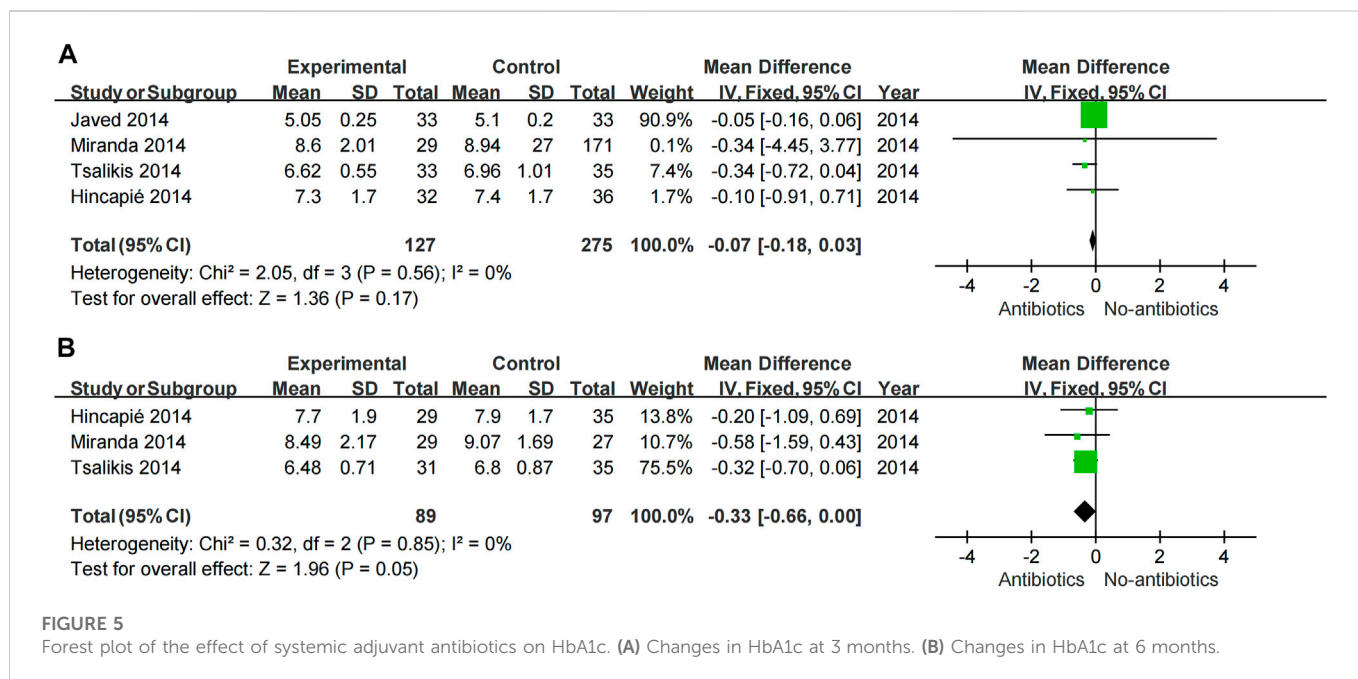 A
Experimental Control Mean Difference Mean Difference
Study or Subgroup Mean SD Total Mean SD Total Weight IV, Fixed, 95% CI Year IV, Fixed, 95% CI
Javed 2014 5.05 0.25 33 5.1 0.2 33 90.9% -0.05 [-0.16, 0.06] 2014
Miranda 2014 8.6 2.01 29 8.94 27 171 0.1% -0.34 [-4.45, 3.77] 2014
Tsalikis 2014 6.62 0.55 33 6.96 1.01 35 7.4% -0.34 [-0.72, 0.04] 2014
Hincapié 2014 7.3 1.7 32 7.4 1.7 36 1.7% -0.10 [-0.91, 0.71] 2014
Total (95% CI) 127 275 100.0% -0.07 [-0.18, 0.03]
Heterogeneity: Chi² = 2.05, df = 3 (P = 0.56); I² = 0%
Test for overall effect: Z = 1.36 (P = 0.17)
-4 -2 0 2 4
Antibiotics No-antibiotics
B
Experimental Control Mean Difference Mean Difference
Study or Subgroup Mean SD Total Mean SD Total Weight IV, Fixed, 95% CI Year IV, Fixed, 95% CI
Hincapié 2014 7.7 1.9 29 7.9 1.7 35 13.8% -0.20 [-1.09, 0.69] 2014
Miranda 2014 8.49 2.17 29 9.07 1.69 27 10.7% -0.58 [-1.59, 0.43] 2014
Tsalikis 2014 6.48 0.71 31 6.8 0.87 35 75.5% -0.32 [-0.70, 0.06] 2014
Total (95% CI) 89 97 100.0% -0.33 [-0.66, 0.00]
Heterogeneity: Chi² = 0.32, df = 2 (P = 0.85); I² = 0%
Test for overall effect: Z = 1.96 (P = 0.05)
-4 -2 0 2 4
Antibiotics No-antibiotics
FIGURE 5
Forest plot of the effect of systemic adjuvant antibiotics on HbA1c. (A) Changes in HbA1c at 3 months. (B) Changes in HbA1c at 6 months.